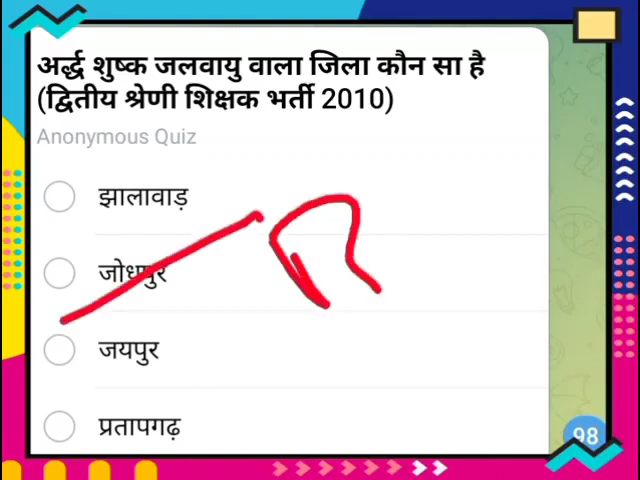 अर्द्ध शुष्क जलवायु वाला जिला कौन सा है
(द्वितीय श्रेणी शिक्षक भर्ती 2010)
Anonymous Quiz
झालावाड़
जोधपुर
जयपुर
प्रतापगढ़
98